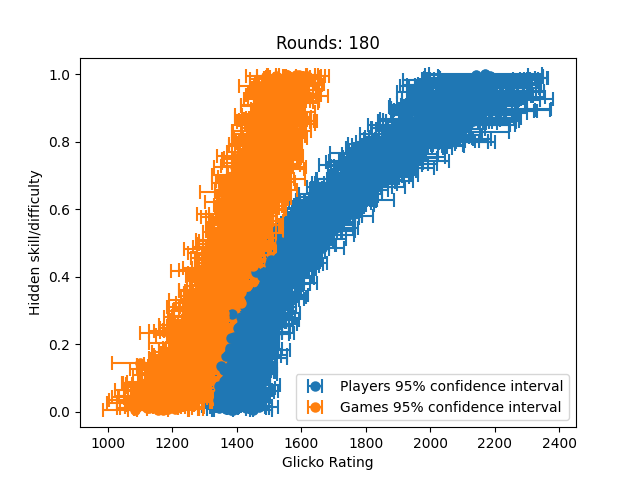 Rounds: 180
1.0
0.8
0.6
0.4
0.2
0.0
Hidden skill/difficulty
1000 1200 1400 1600 1800 2000 2200 2400
Glicko Rating
Players 95% confidence interval
Games 95% confidence interval